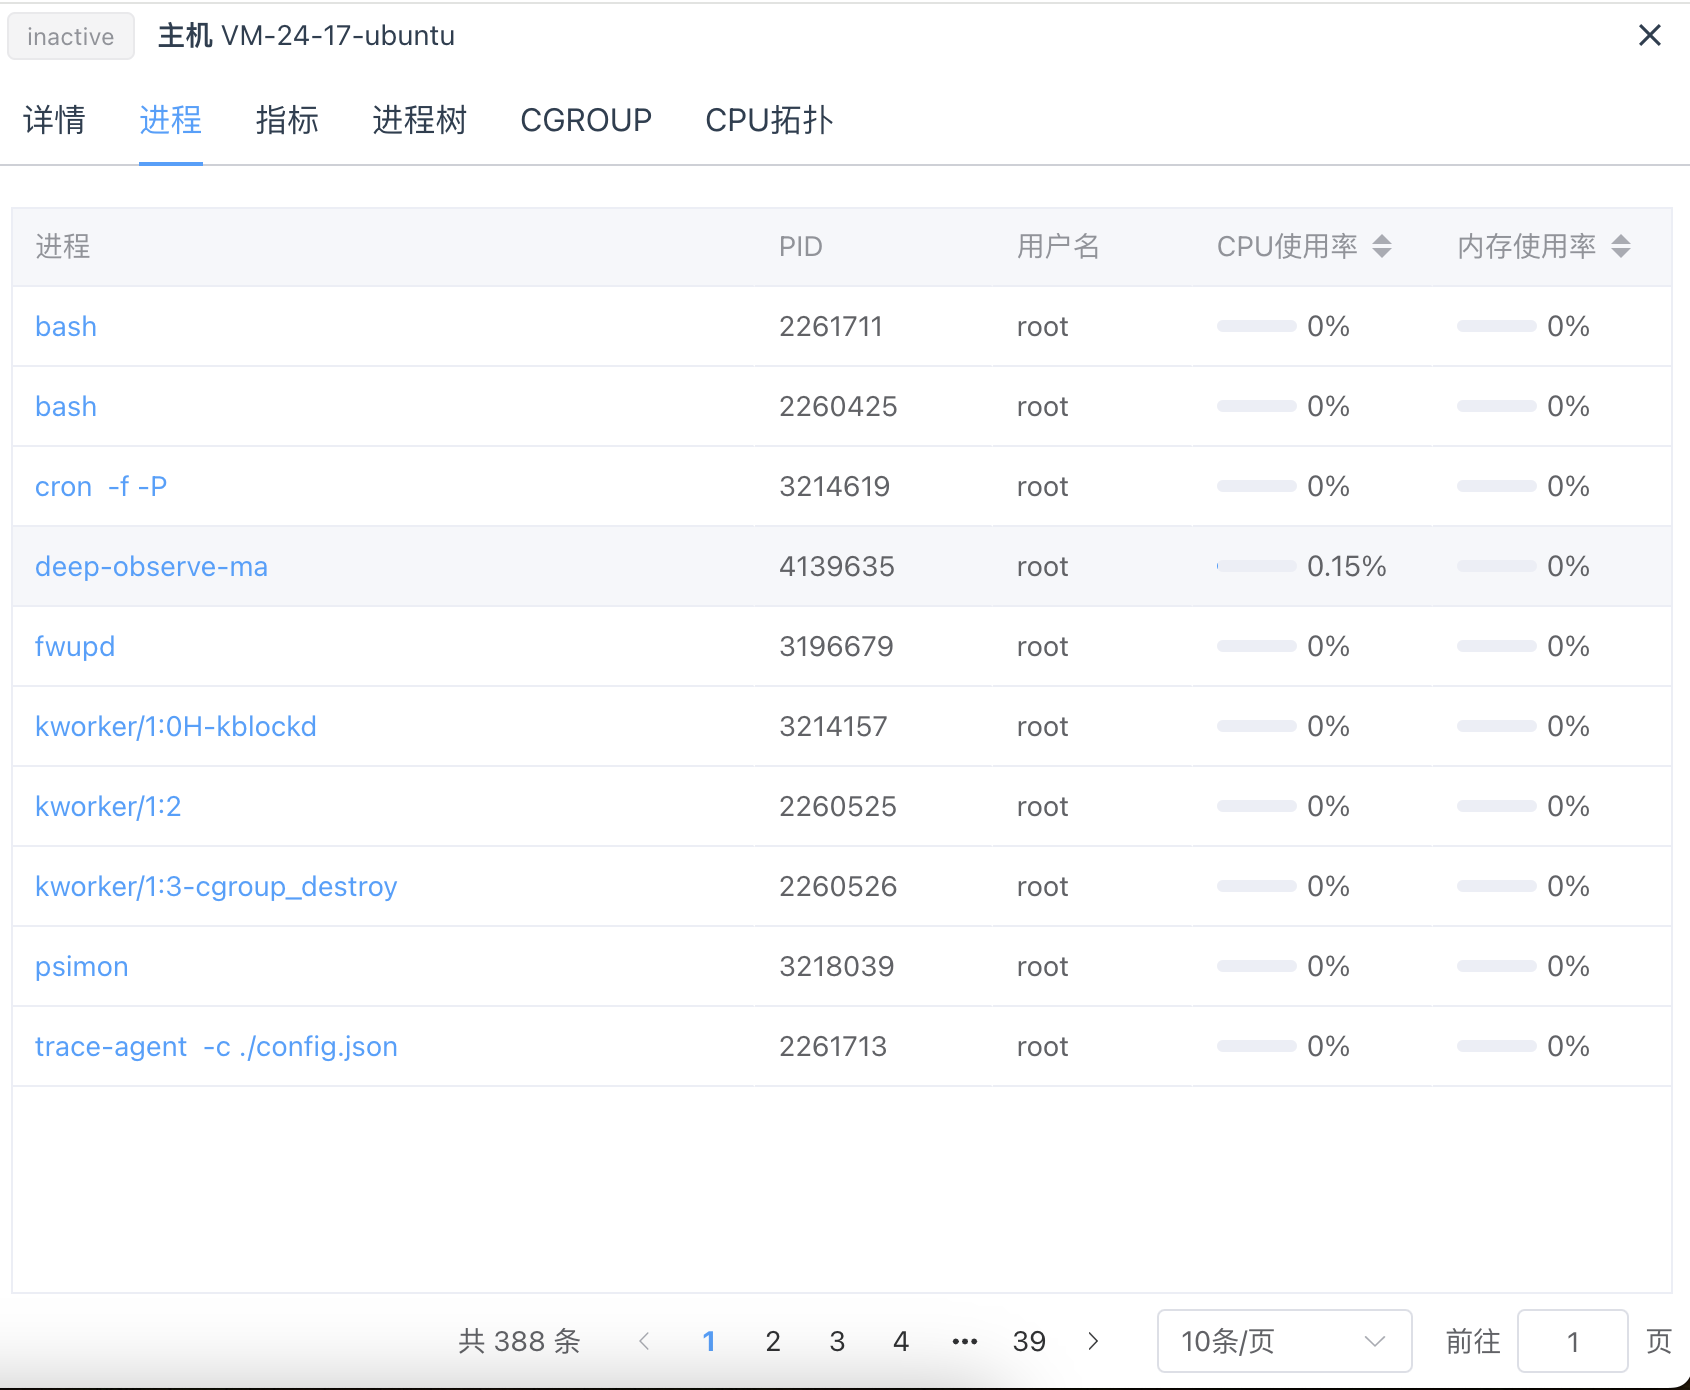 inactive 主机 VM-24-17-ubuntu
详情 进程 指标 进程树 CGROUP CPU拓扑
进程 PID 用户名 CPU使用率 内存使用率
bash 2261711 root 0% 0%
bash 2260425 root 0% 0%
cron -f -P 3214619 root 0% 0%
deep-observe-ma 4139635 root 0.15% 0%
fwupd 3196679 root 0% 0%
kworker/1:0H-kblockd 3214157 root 0% 0%
kworker/1:2 2260525 root 0% 0%
kworker/1:3-cgroup_destroy 2260526 root 0% 0%
psimon 3218039 root 0% 0%
trace-agent -c ./config.json 2261713 root 0% 0%
共 388 条 1 2 3 4 ••• 39 10条/页 前往 1 页